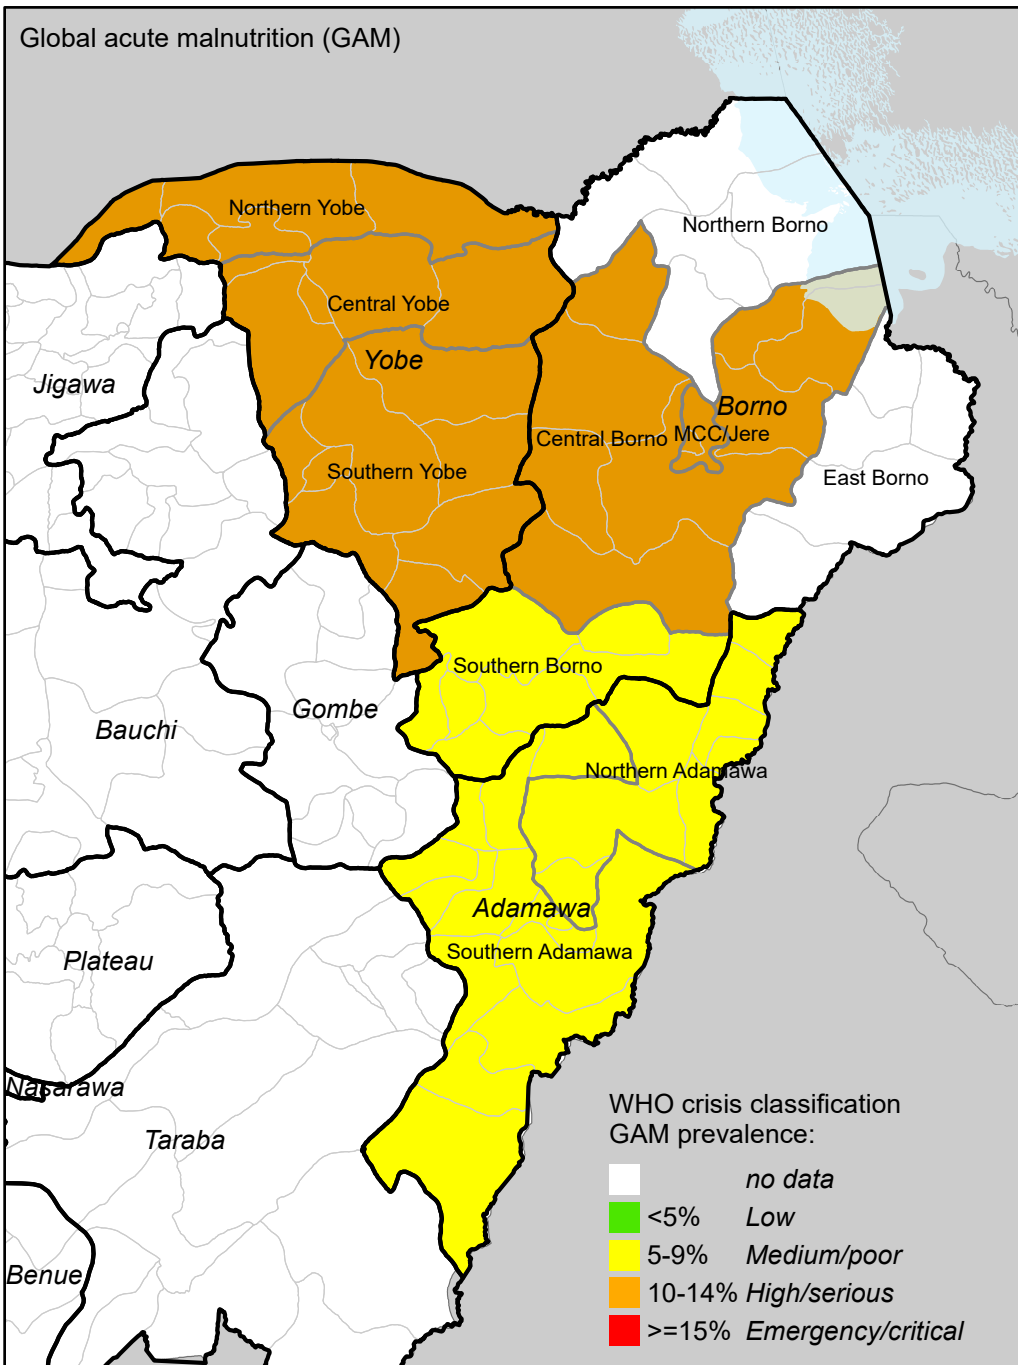 Global acute malnutrition (GAM)
Northern Yobe
Northern Borno
Central Yobe
Yobe
Jigawa
Borno
Central Borno
MCC/Jere
Southern Yobe
East Borno
Southern Borno
Gombe
Bauchi
Northern Adamawa
Adamawa
Southern Adamawa
Plateau
Nasarawa
Taraba
Benue
WHO crisis classification
GAM prevalence:
no data
<5% Low
5-9% Medium/poor
10-14% High/serious
>=15% Emergency/critical